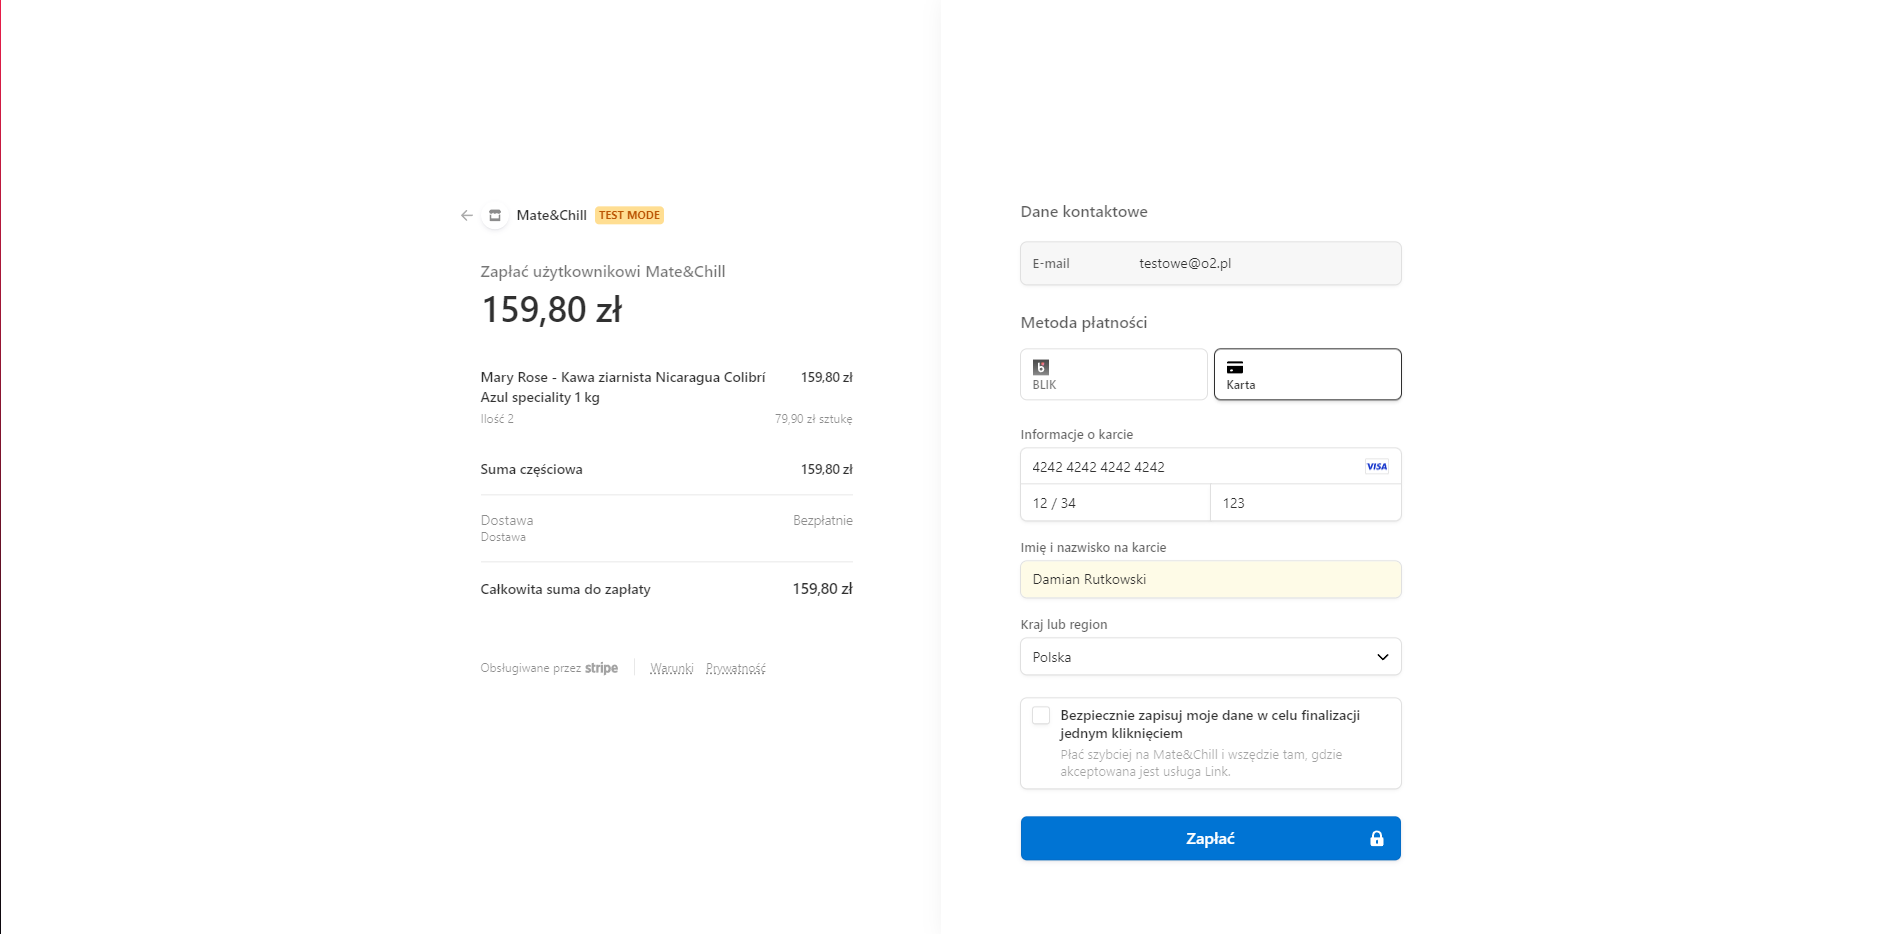 Mate&Chill TEST MODE
Zapłać użytkownikowi Mate&Chill
159,80 zł
Mary Rose - Kawa ziarnista Nicaragua Colibrí 159,80 zł
Azul speciality 1 kg
Ilość 2 79,90 zł sztukę
Suma częściowa 159,80 zł
Dostawa Bezpłatnie
Dostawa
Całkowita suma do zapłaty 159,80 zł
Obsługiwane przez stripe Warunki Prywatność
Dane kontaktowe
E-mail testowe@o2.pl
Metoda płatności
BLIK Karta
Informacje o karcie
4242 4242 4242 4242 VISA
12 / 34 123
Imię i nazwisko na karcie
Damian Rutkowski
Kraj lub region
Polska
Bezpiecznie zapisuj moje dane w celu finalizacji
jednym kliknięciem
Płać szybciej na Mate&Chill i wszędzie tam, gdzie
akceptowana jest usługa Link.
Zapłać